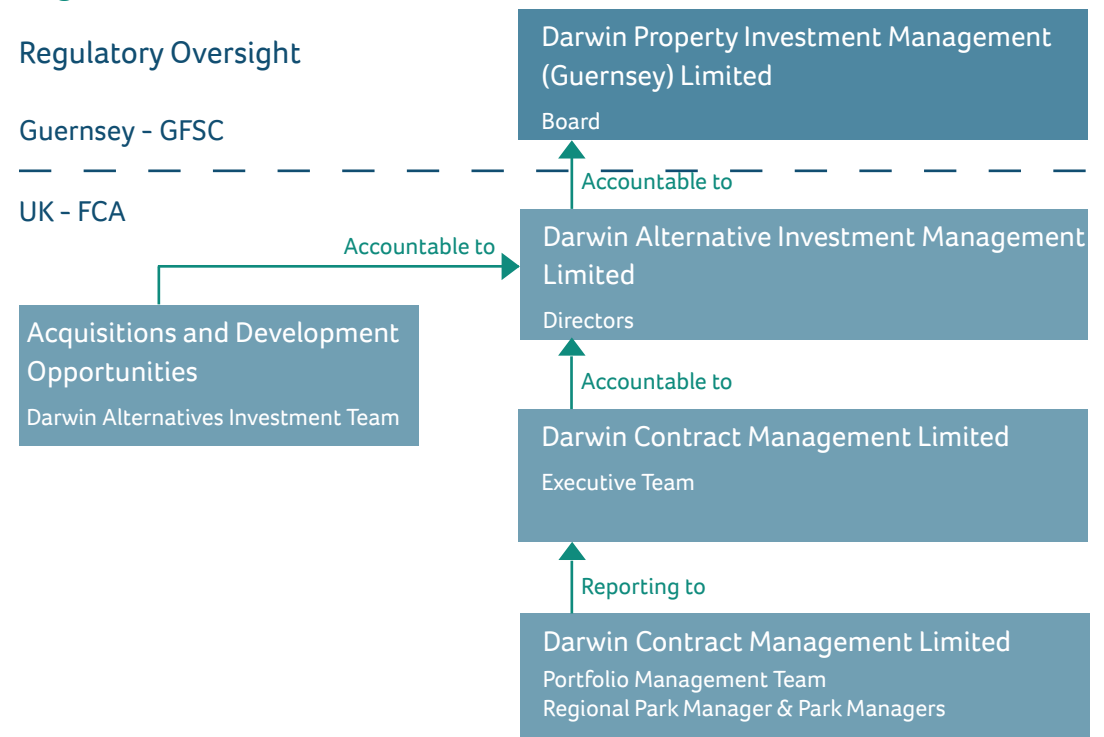 Regulatory Oversight
Guernsey - GFSC
Darwin Property Investment Management
(Guernsey) Limited
Board
Accountable to
UK - FCA
Accountable to
Darwin Alternative Investment Management
Limited
Directors
Acquisitions and Development
Opportunities
Darwin Alternatives Investment Team
Accountable to
Darwin Contract Management Limited
Executive Team
Reporting to
Darwin Contract Management Limited
Portfolio Management Team
Regional Park Manager & Park Managers